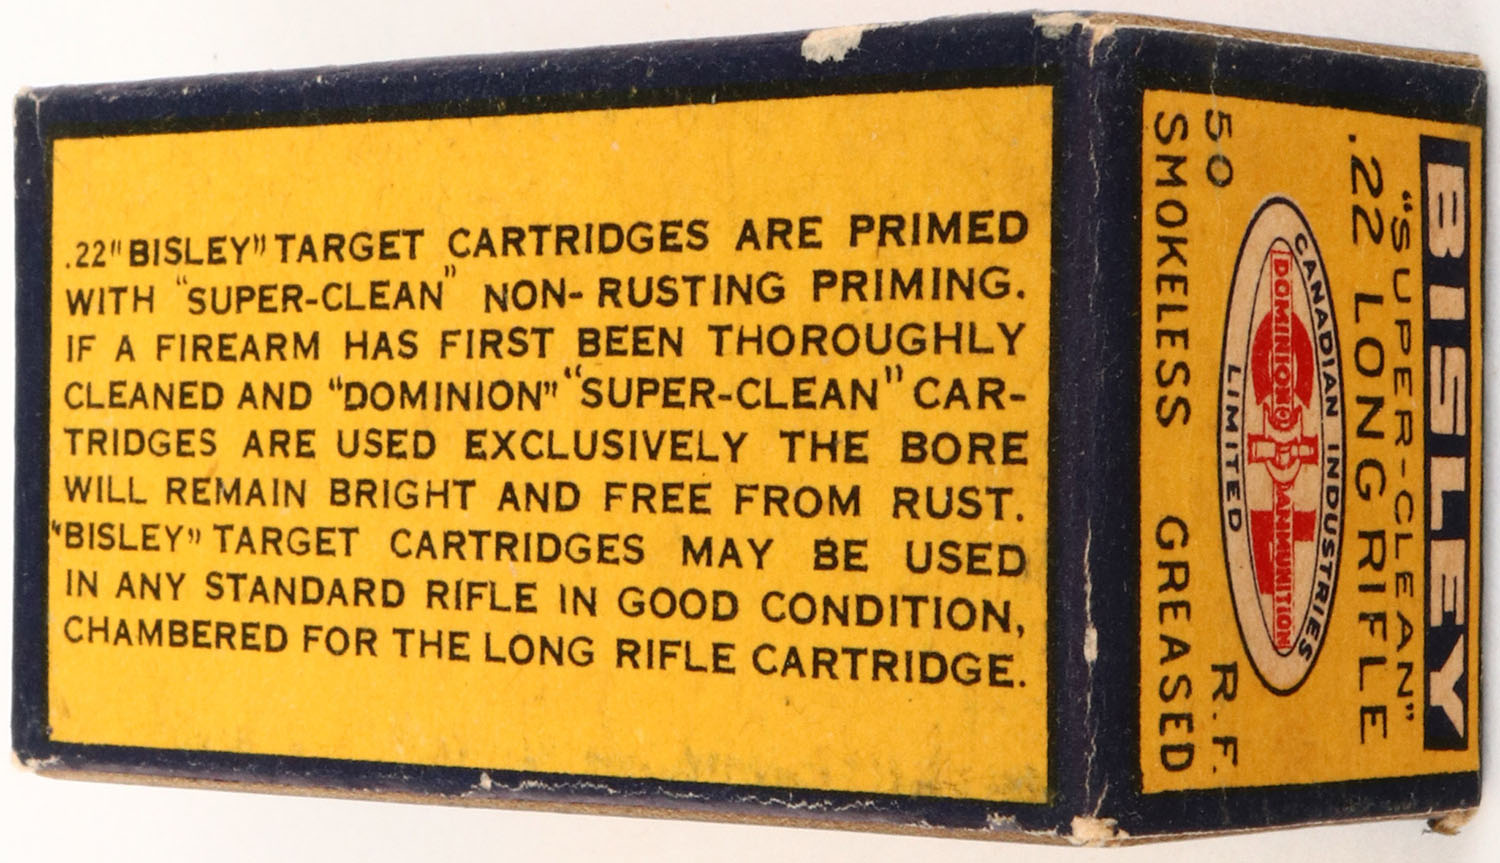 .22 "BISLEY" TARGET CARTRIDGES ARE PRIMED
WITH "SUPER-CLEAN" NON-RUSTING PRIMING.
IF A FIREARM HAS FIRST BEEN THOROUGHLY
CLEANED AND "DOMINION" "SUPER-CLEAN" CAR-
TRIDGES ARE USED EXCLUSIVELY THE BORE
WILL REMAIN BRIGHT AND FREE FROM RUST.
"BISLEY" TARGET CARTRIDGES MAY BE USED
IN ANY STANDARD RIFLE IN GOOD CONDITION,
CHAMBERED FOR THE LONG RIFLE CARTRIDGE.
BISLEY
"SUPER-CLEAN"
.22 LONG RIFLE
CANADIAN INDUSTRIES
DOMINION AMMUNITION
LIMITED
50 R.F.
SMOKELESS GREASED